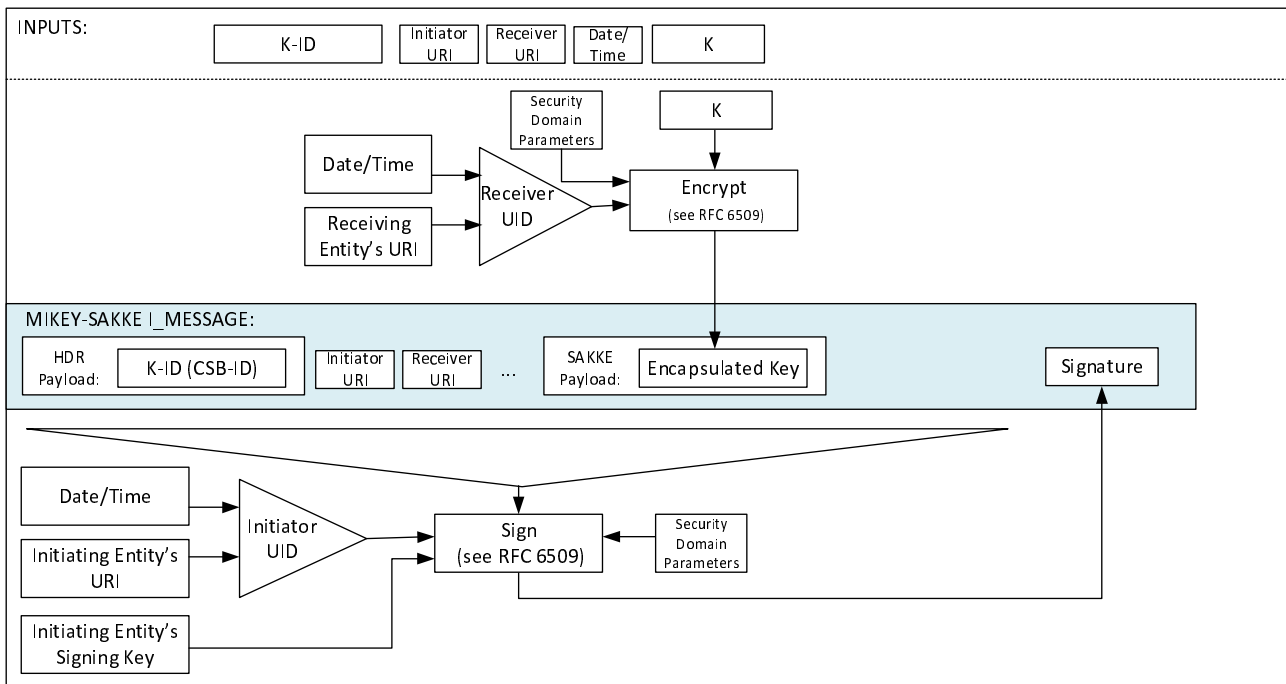 INPUTS:
K-ID
Initiator
URI
Receiver
URI
Date/
Time
K
Security
Domain
Parameters
K
Date/Time
Receiver
UID
Encrypt
(see RFC 6509)
Receiving
Entity's URI
MIKEY-SAKKE I_MESSAGE:
HDR
Payload:
K-ID (CSB-ID)
Initiator
URI
Receiver
URI
...
SAKKE
Payload:
Encapsulated Key
Signature
Date/Time
Initiator
UID
Sign
(see RFC 6509)
Security
Domain
Parameters
Initiating Entity's
URI
Initiating Entity's
Signing Key